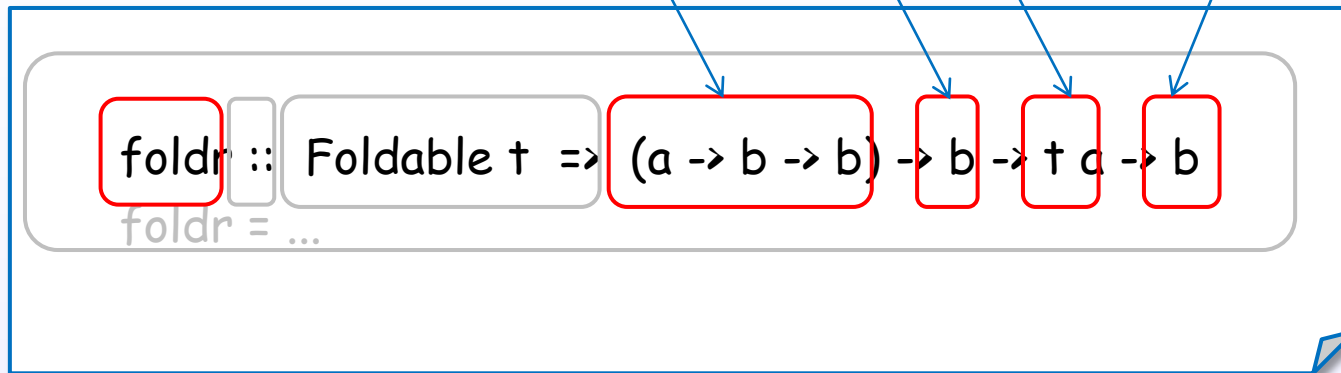 foldr :: Foldable t => (a -> b -> b) -> b -> t a -> b
foldr = ...